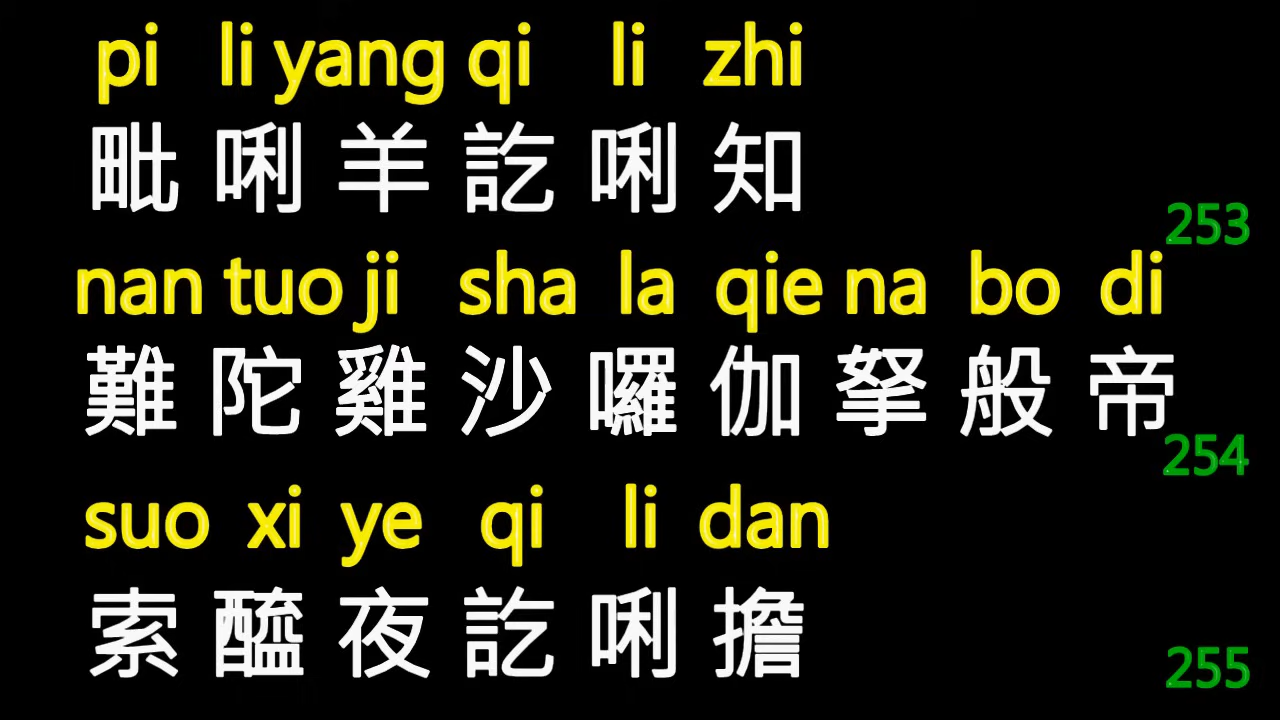 pi li yang qi li zhi
毗唎羊訖唎知
253
nan tuo ji sha la qie na bo di
難陀雞沙囉伽拏般帝
254
suo xi ye qi li dan
索醯夜訖唎擔
255